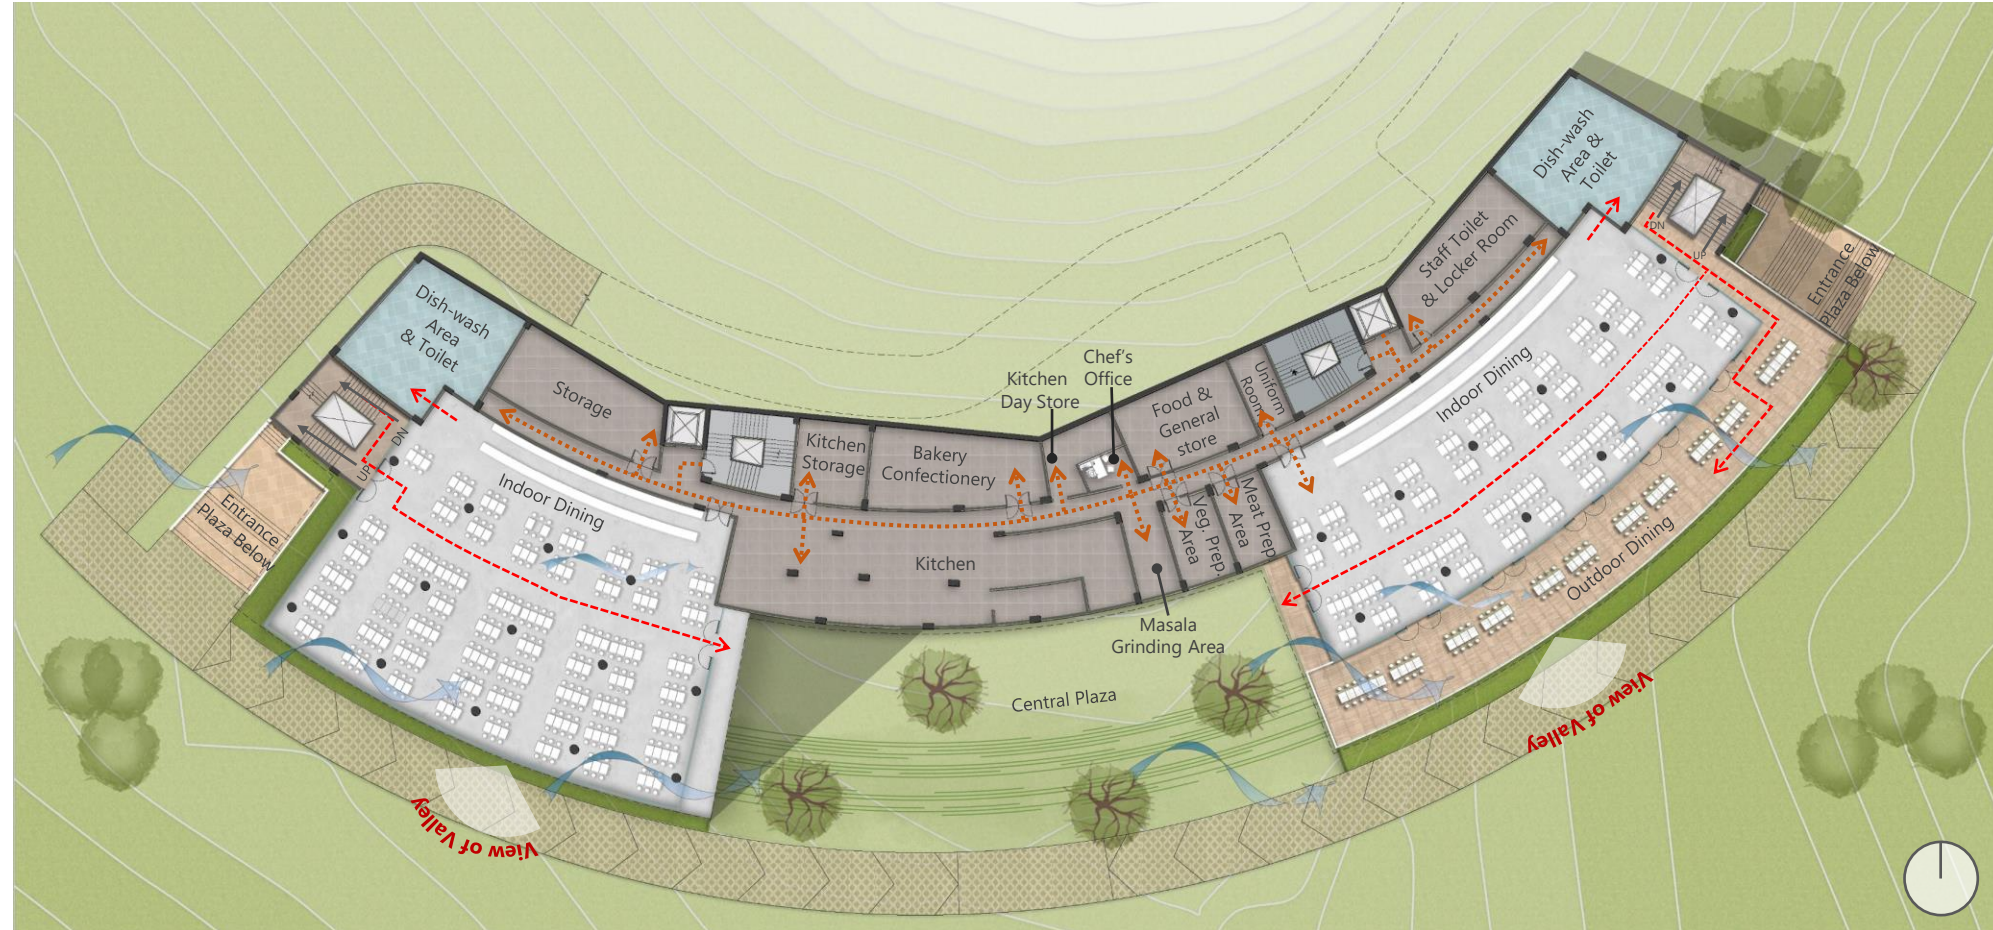 Dish-wash
Area
& Toilet
Storage
Kitchen
Storage
Bakery
Confectionery
Kitchen
Day Store
Chef's
Office
Food &
General
store
Uniform
Room
Staff Toilet
& Locker Room
Dish-wash
Area &
Toilet
DN
UP
Entrance
Plaza Below
DN
UP
Entrance
Plaza Below
Indoor Dining
Indoor Dining
Outdoor Dining
Kitchen
Veg. Prep.
Area
Meat Prep
Area
Masala
Grinding Area
Central Plaza
View of Valley
View of Valley